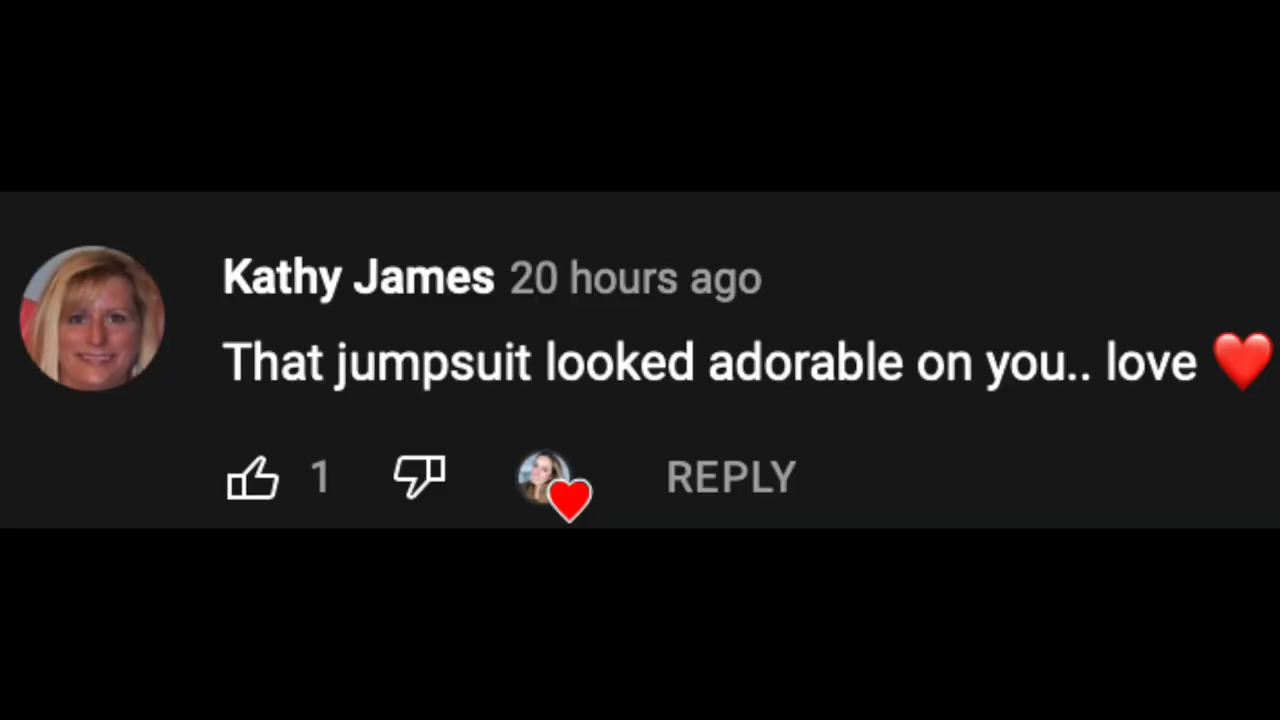 Kathy James 20 hours ago
That jumpsuit looked adorable on you.. love ❤️
1 REPLY